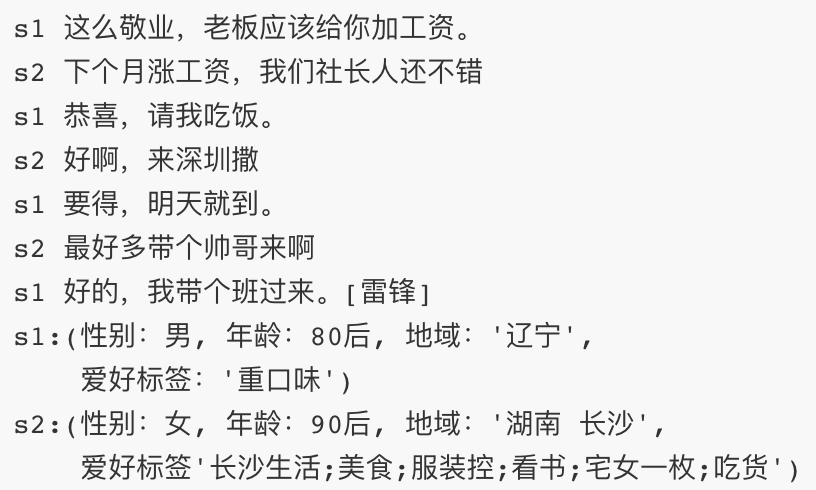 s1 这么敬业，老板应该给你加工资。
s2 下个月涨工资，我们社长人还不错
s1 恭喜，请我吃饭。
s2 好啊，来深圳撒
s1 要得，明天就到。
s2 最好多带个帅哥来啊
s1 好的，我带个班过来。[雷锋]
s1:(性别：男, 年龄：80后, 地域：'辽宁',
爱好标签：'重口味')
s2:(性别：女, 年龄：90后, 地域：'湖南 长沙',
爱好标签'长沙生活;美食;服装控;看书;宅女一枚;吃货')